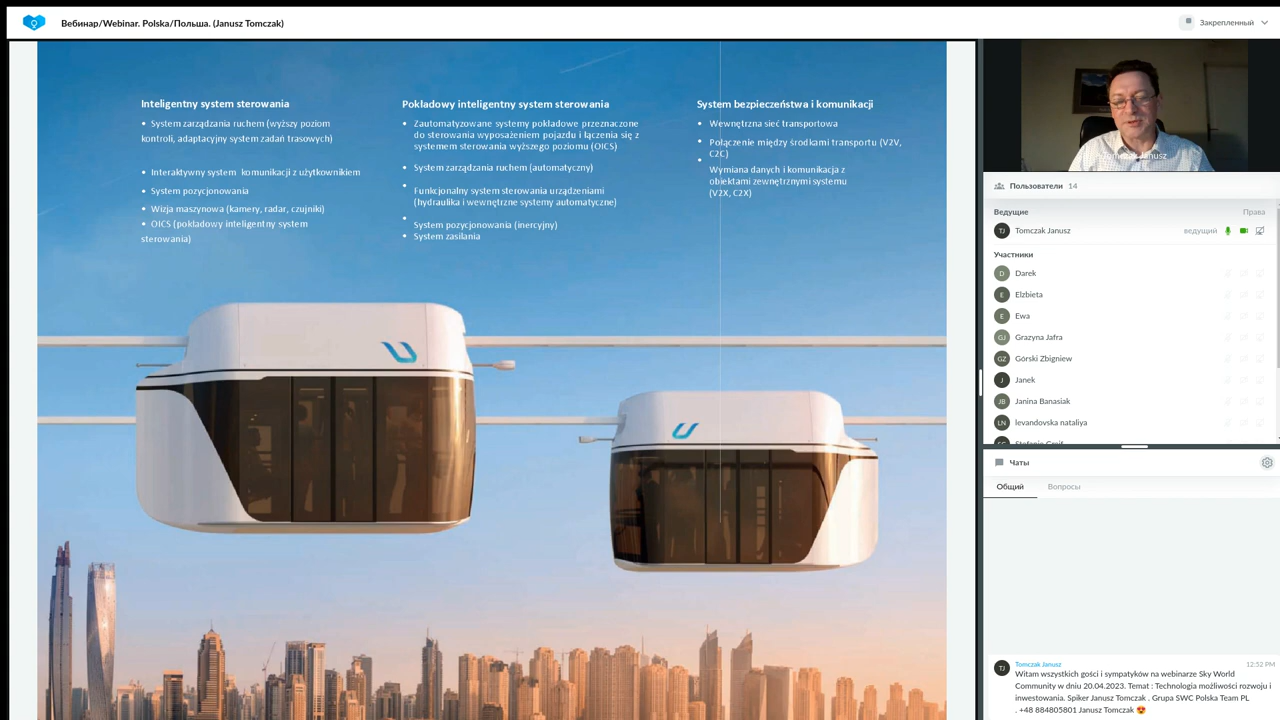 Вебинар/Webinar. Polska/Польша. (Janusz Tomczak)
Закрепленный
Inteligentny system sterowania
• System zarządzania ruchem (wyższy poziom
kontroli, adaptacyjny system zadań trasowych)
• Interaktywny system komunikacji z użytkownikiem
• System pozycjonowania
• Wizja maszynowa (kamery, radar, czujniki)
• OICS (pokładowy inteligentny system
sterowania)
Pokładowy inteligentny system sterowania
• Zautomatyzowane systemy pokładowe przeznaczone
do sterowania wyposażeniem pojazdu i łączenia się z
systemem sterowania wyższego poziomu (OICS)
• System zarządzania ruchem (automatyczny)
• Funkcjonalny system sterowania urządzeniami
(hydraulika i wewnętrzne systemy automatyczne)
• System pozycjonowania (inercyjny)
• System zasilania
System bezpieczeństwa i komunikacji
• Wewnętrzna sieć transportowa
• Połączenie między środkami transportu (V2V,
C2C)
• Wymiana danych i komunikacja z
obiektami zewnętrznymi systemu
(V2X, C2X)
Tomczak Janusz
Пользователи 14
Ведущие Права
TJ Tomczak Janusz ведущий
Участники
D Darek
E Elzbieta
E Ewa
GJ Grazyna Jafra
GZ Górski Zbigniew
J Janek
JB Janina Banasiak
LN levandovska nataliya
Чаты
Общий Вопросы
TJ Tomczak Janusz 12:52 PM
Witam wszystkich gości i sympatyków na webinarze Sky World
Community w dniu 20.04.2023. Temat : Technologia możliwości rozwoju i
inwestowania. Spiker Janusz Tomczak . Grupa SWC Polska Team PL
. +48 884805801 Janusz Tomczak 😍